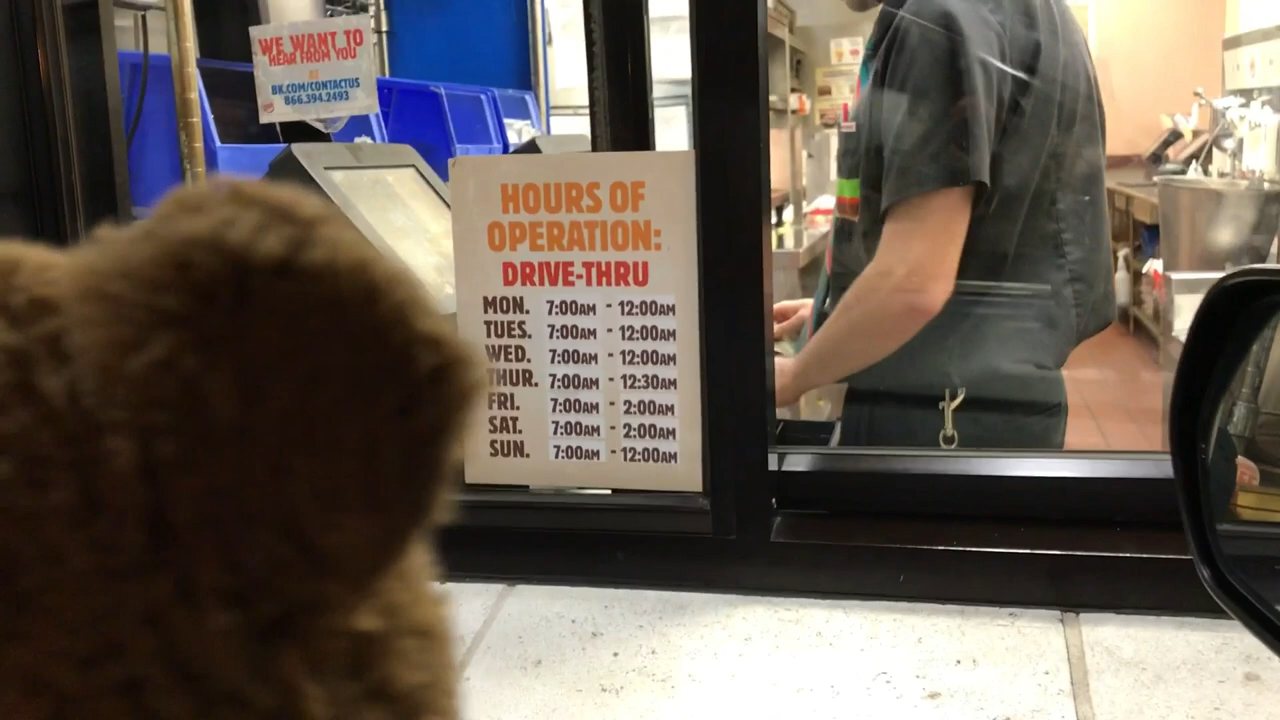 WE WANT TO
HEAR FROM YOU
AT
BK.COM/CONTACTUS
866.394.2493
HOURS OF
OPERATION:
DRIVE-THRU
MON. 7:00AM - 12:00AM
TUES. 7:00AM - 12:00AM
WED. 7:00AM - 12:00AM
THUR. 7:00AM - 12:30AM
FRI. 7:00AM - 2:00AM
SAT. 7:00AM - 2:00AM
SUN. 7:00AM - 12:00AM